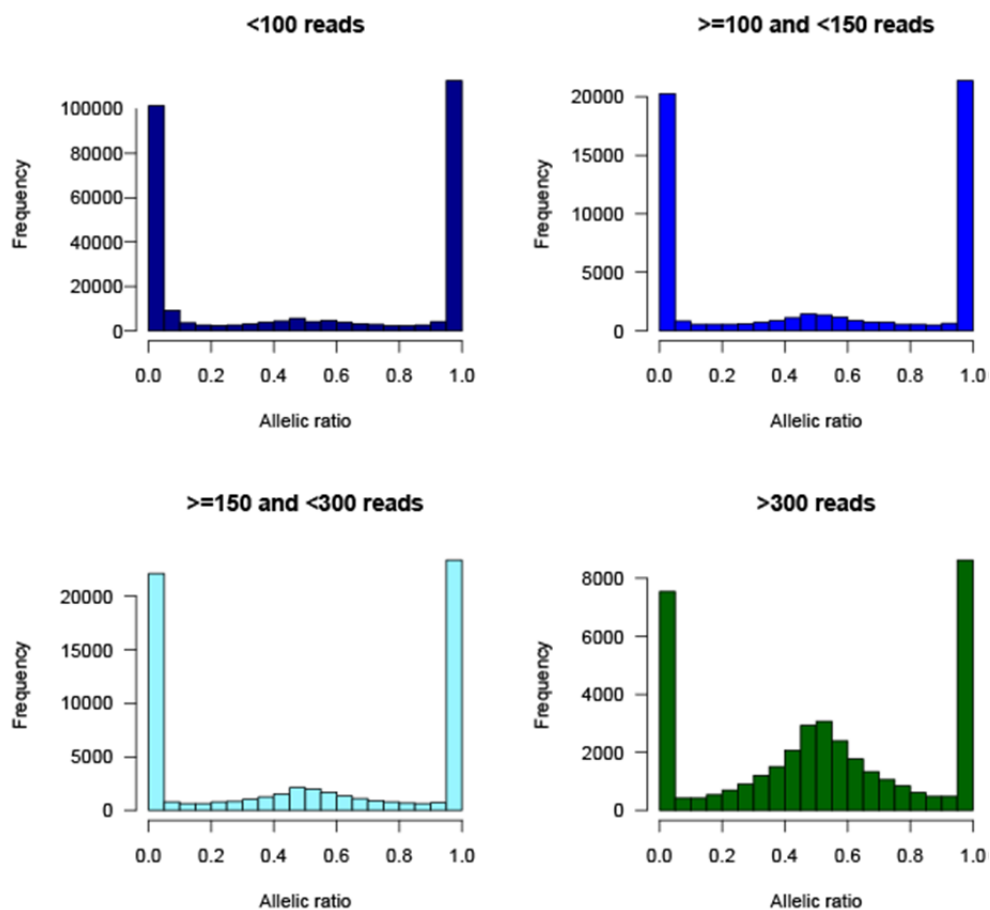 <100 reads
Frequency
100000
80000
60000
40000
20000
0
0.0 0.2 0.4 0.6 0.8 1.0
Allelic ratio
>=100 and <150 reads
Frequency
20000
15000
10000
5000
0
0.0 0.2 0.4 0.6 0.8 1.0
Allelic ratio
>=150 and <300 reads
Frequency
20000
15000
10000
5000
0
0.0 0.2 0.4 0.6 0.8 1.0
Allelic ratio
>300 reads
Frequency
8000
6000
4000
2000
0
0.0 0.2 0.4 0.6 0.8 1.0
Allelic ratio